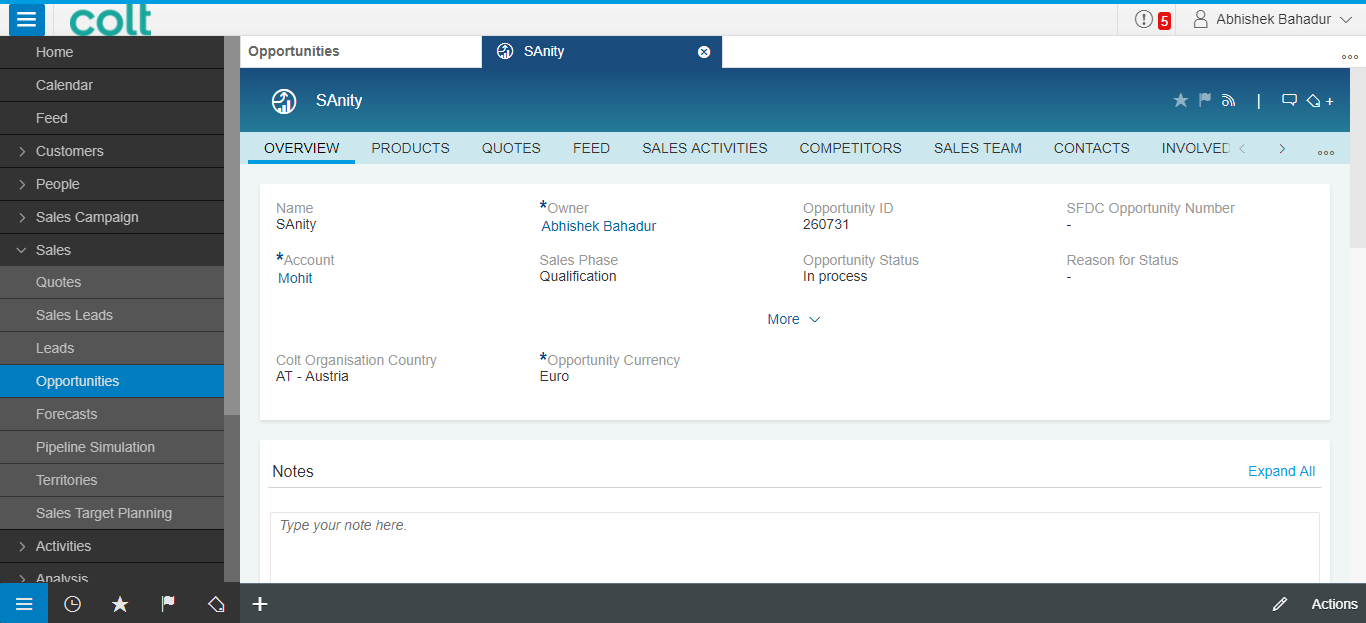 colt
5
Abhishek Bahadur
Home
Calendar
Feed
Customers
People
Sales Campaign
Sales
Quotes
Sales Leads
Leads
Opportunities
Forecasts
Pipeline Simulation
Territories
Sales Target Planning
Activities
Analysis
Opportunities
SAnity
SAnity
OVERVIEW PRODUCTS QUOTES FEED SALES ACTIVITIES COMPETITORS SALES TEAM CONTACTS INVOLVED
Name
SAnity
*Owner
Abhishek Bahadur
Opportunity ID
260731
SFDC Opportunity Number
-
*Account
Mohit
Sales Phase
Qualification
Opportunity Status
In process
Reason for Status
-
More
Colt Organisation Country
AT - Austria
*Opportunity Currency
Euro
Notes
Expand All
Type your note here.
Actions